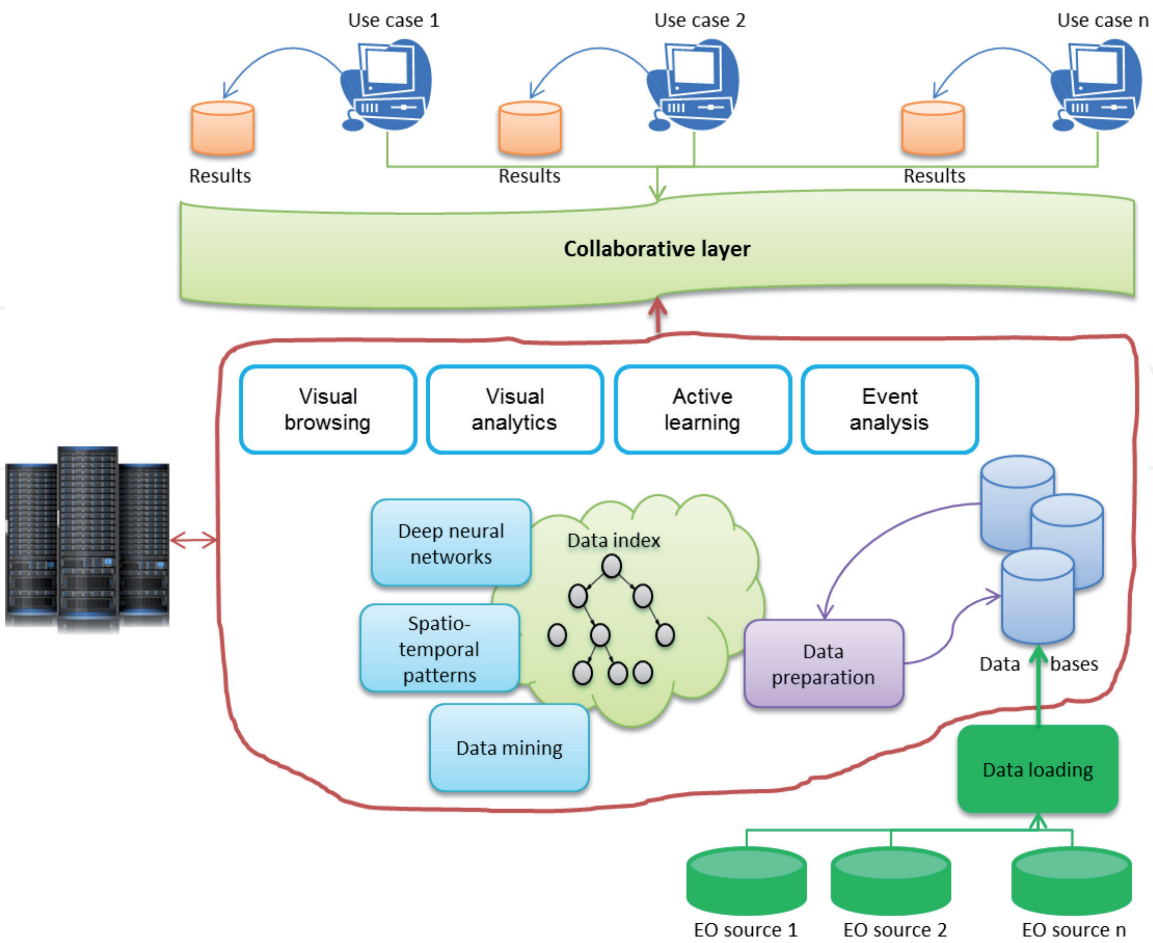 Use case 1
Use case 2
Use case n
Results
Results
Results
Collaborative layer
Visual
browsing
Visual
analytics
Active
learning
Event
analysis
Deep neural
networks
Data index
Spatio-
temporal
patterns
Data
preparation
Data bases
Data mining
Data loading
EO source 1
EO source 2
EO source n